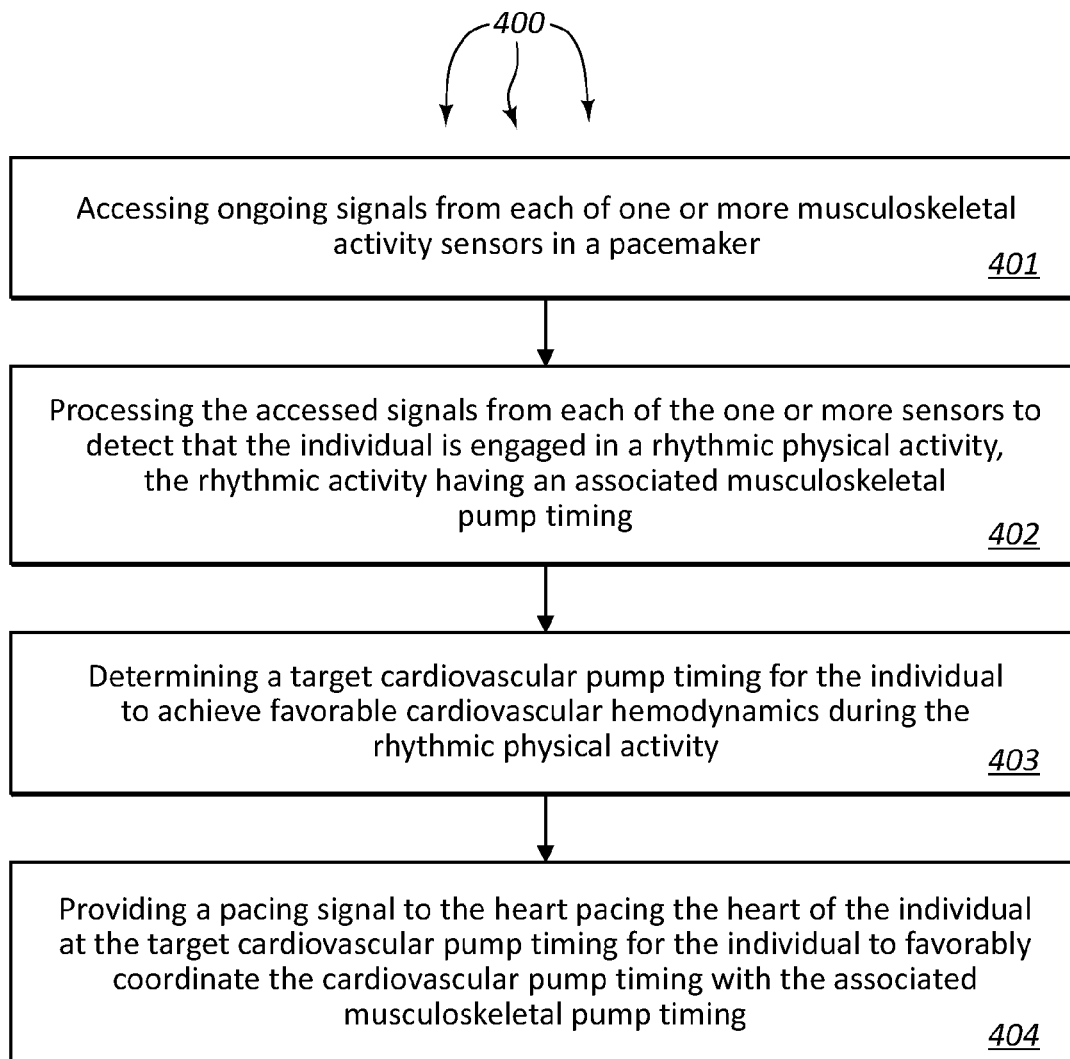 400
Accessing ongoing signals from each of one or more musculoskeletal
activity sensors in a pacemaker
401
Processing the accessed signals from each of the one or more sensors to
detect that the individual is engaged in a rhythmic physical activity,
the rhythmic activity having an associated musculoskeletal
pump timing
402
Determining a target cardiovascular pump timing for the individual
to achieve favorable cardiovascular hemodynamics during the
rhythmic physical activity
403
Providing a pacing signal to the heart pacing the heart of the individual
at the target cardiovascular pump timing for the individual to favorably
coordinate the cardiovascular pump timing with the associated
musculoskeletal pump timing
404